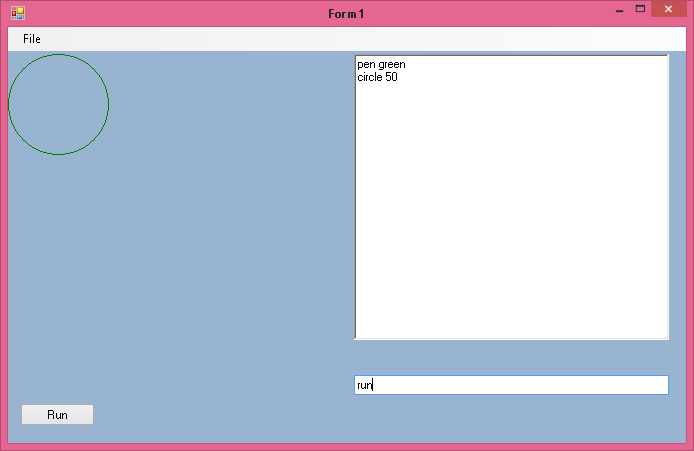 Form1
File
pen green
circle 50
run
Run